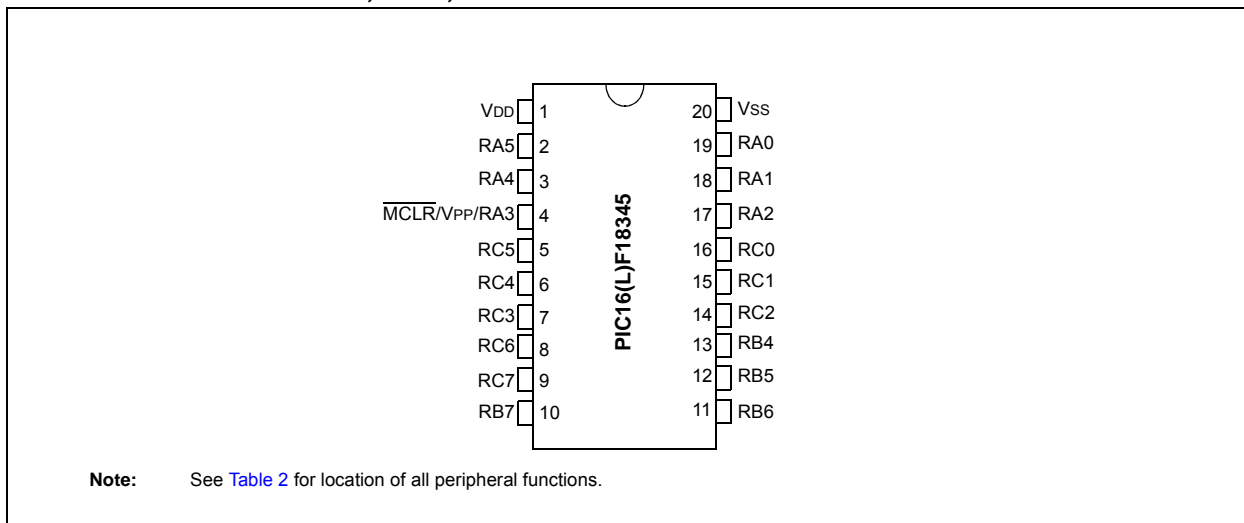 VDD 1 20 VSS
RA5 2 19 RA0
RA4 3 18 RA1
MCLR/VPP/RA3 4 17 RA2
RC5 5 16 RC0
RC4 6 15 RC1
RC3 7 14 RC2
RC6 8 13 RB4
RC7 9 12 RB5
RB7 10 11 RB6
PIC16(L)F18345
Note: See Table 2 for location of all peripheral functions.